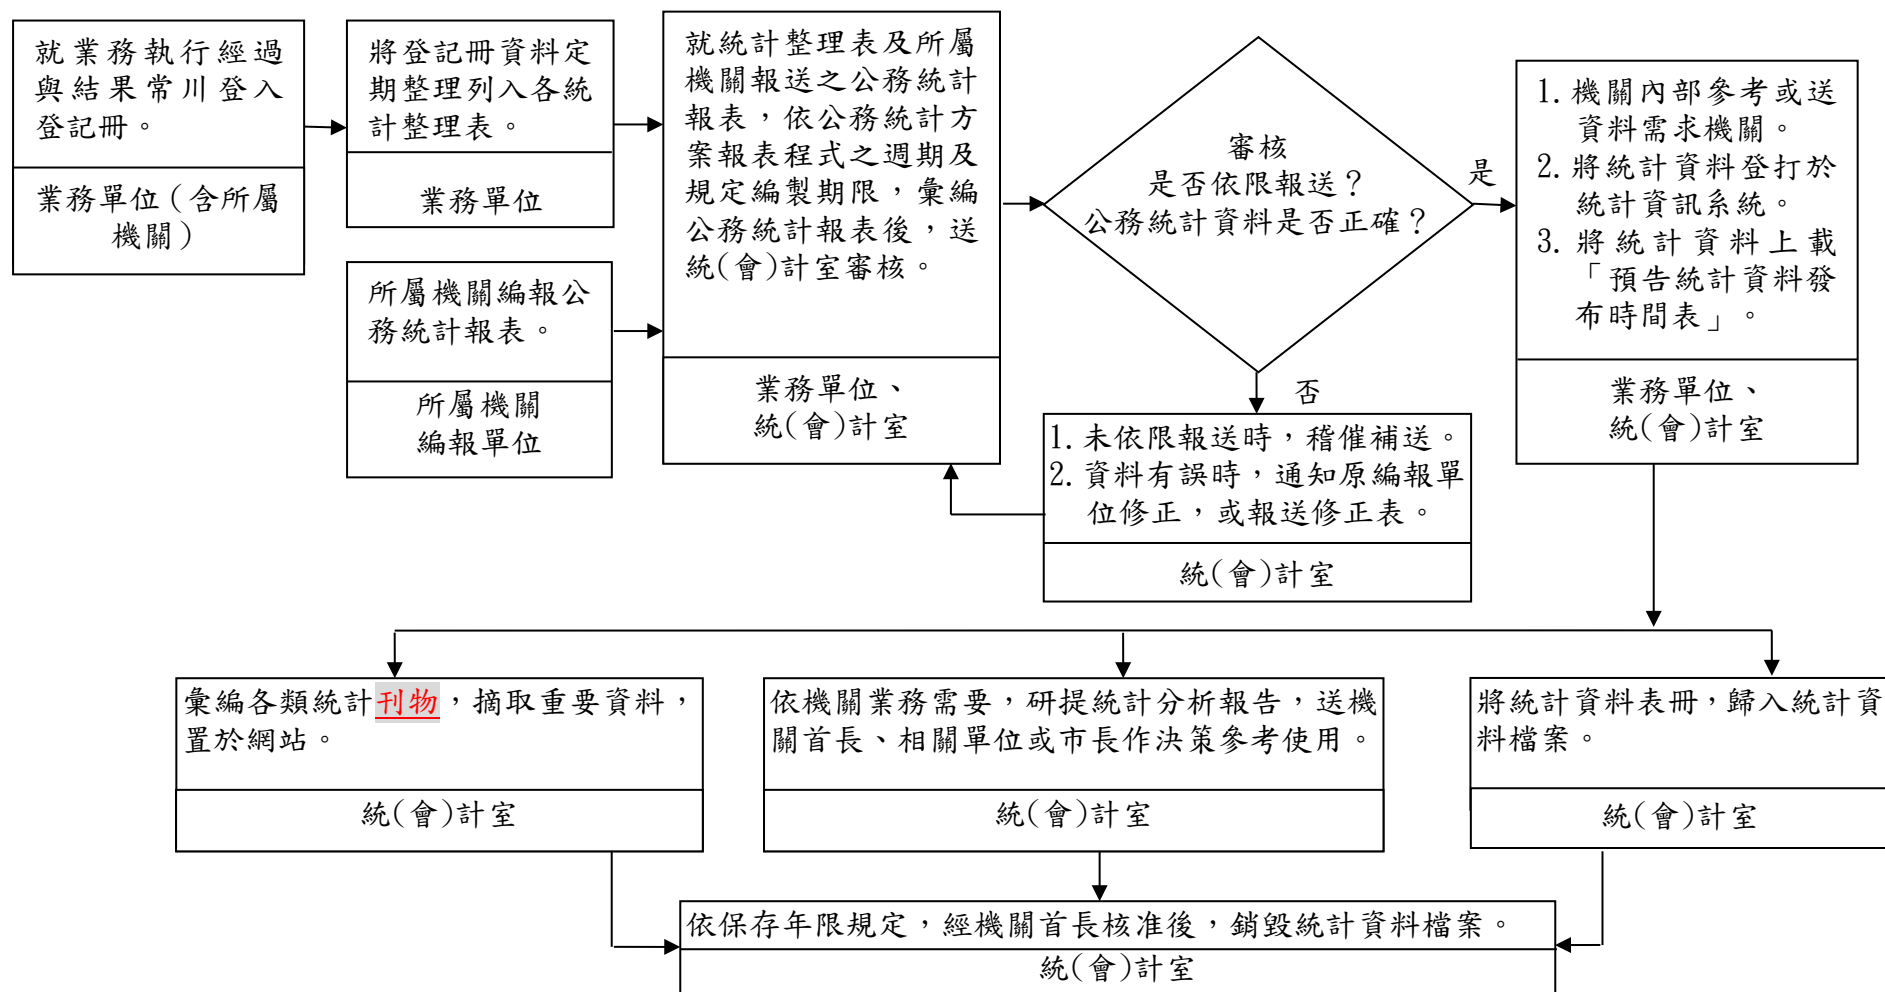 就業務執行經過
與結果常川登入
登記冊。
業務單位（含所屬
機關）
將登記冊資料定
期整理列入各統
計整理表。
業務單位
所屬機關編報公
務統計報表。
所屬機關
編報單位
就統計整理表及所屬
機關報送之公務統計
報表，依公務統計方
案報表程式之週期及
規定編製期限，彙編
公務統計報表後，送
統(會)計室審核。
業務單位、
統(會)計室
審核
是否依限報送？
公務統計資料是否正確？
是
否
1. 未依限報送時，稽催補送。
2. 資料有誤時，通知原編報單
位修正，或報送修正表。
統(會)計室
1. 機關內部參考或送
資料需求機關。
2. 將統計資料登打於
統計資訊系統。
3. 將統計資料上載
「預告統計資料發
布時間表」。
業務單位、
統(會)計室
彙編各類統計刊物，摘取重要資料，
置於網站。
統(會)計室
依機關業務需要，研提統計分析報告，送機
關首長、相關單位或市長作決策參考使用。
統(會)計室
將統計資料表冊，歸入統計資
料檔案。
統(會)計室
依保存年限規定，經機關首長核准後，銷毀統計資料檔案。
統(會)計室